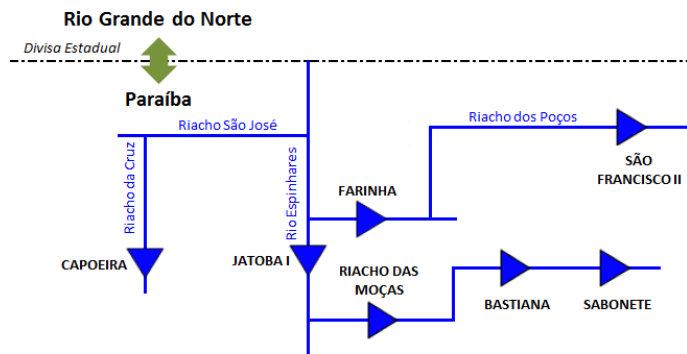 Rio Grande do Norte
Divisa Estadual
Paraíba
Riacho São José
Riacho dos Poços
Riacho da Cruz
Rio Espinhares
FARINHA
SÃO
FRANCISCO II
CAPOEIRA
JATOBA I
RIACHO DAS
MOÇAS
BASTIANA
SABONETE